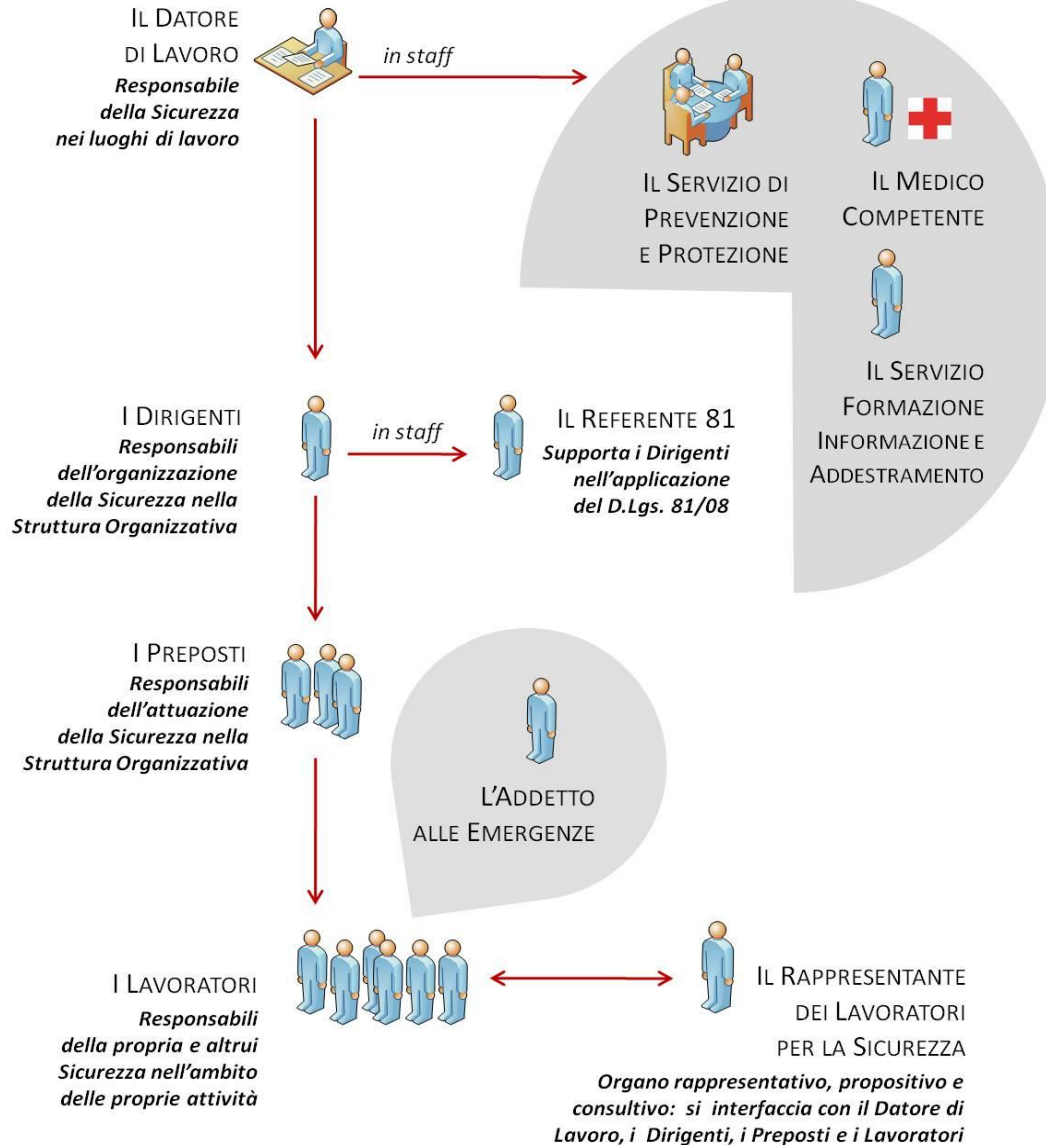 IL DATORE
DI LAVORO
Responsabile
della Sicurezza
nei luoghi di lavoro
in staff
IL SERVIZIO DI
PREVENZIONE
E PROTEZIONE
IL MEDICO
COMPETENTE
IL SERVIZIO
FORMAZIONE
INFORMAZIONE E
ADDESTRAMENTO
I DIRIGENTI
Responsabili
dell'organizzazione
della Sicurezza nella
Struttura Organizzativa
in staff
IL REFERENTE 81
Supporta i Dirigenti
nell'applicazione
del D.Lgs. 81/08
I PREPOSTI
Responsabili
dell'attuazione
della Sicurezza nella
Struttura Organizzativa
L'ADDETTO
ALLE EMERGENZE
I LAVORATORI
Responsabili
della propria e altrui
Sicurezza nell'ambito
delle proprie attività
IL RAPPRESENTANTE
DEI LAVORATORI
PER LA SICUREZZA
Organo rappresentativo, propositivo e
consultivo: si interfaccia con il Datore di
Lavoro, i Dirigenti, i Preposti e i Lavoratori